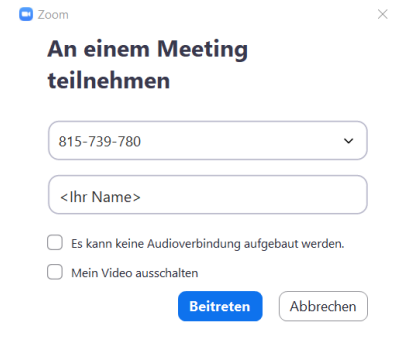 Zoom
An einem Meeting
teilnehmen
815-739-780
<Ihr Name>
Es kann keine Audioverbindung aufgebaut werden.
Mein Video ausschalten
Beitreten Abbrechen